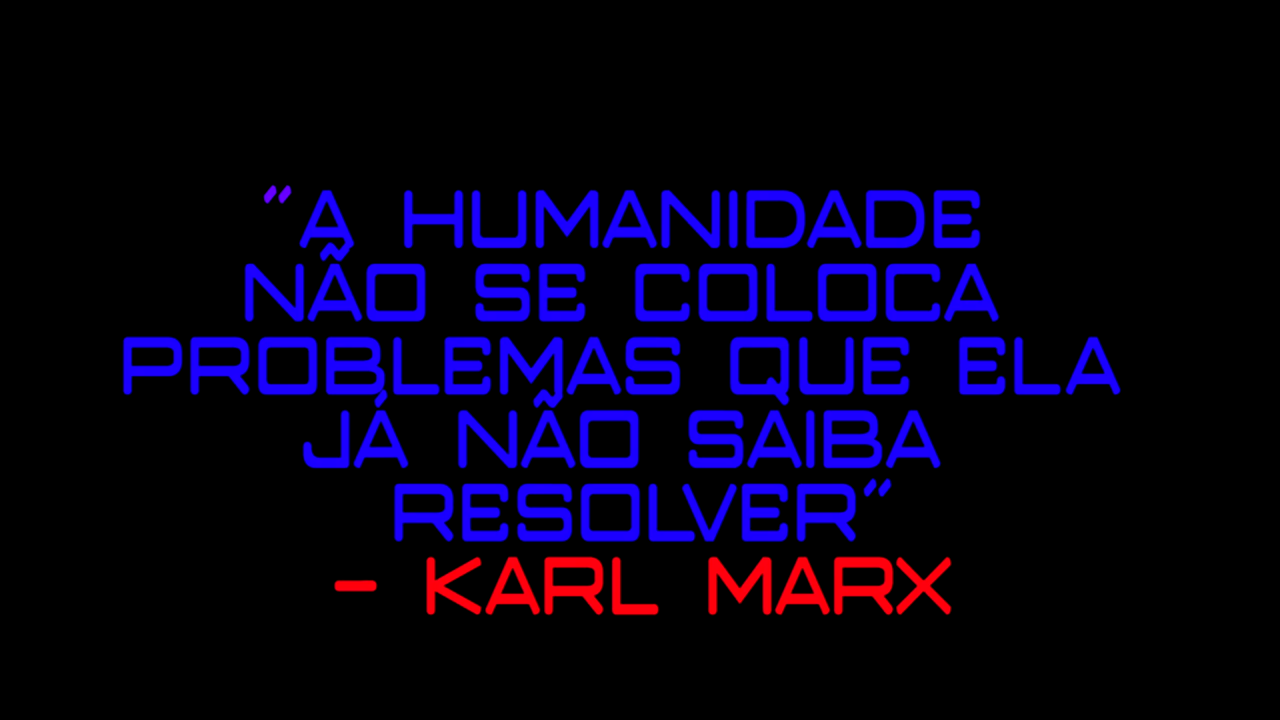 "A HUMANIDADE
NÃO SE COLOCA
PROBLEMAS QUE ELA
JÁ NÃO SAIBA
RESOLVER"
- KARL MARX